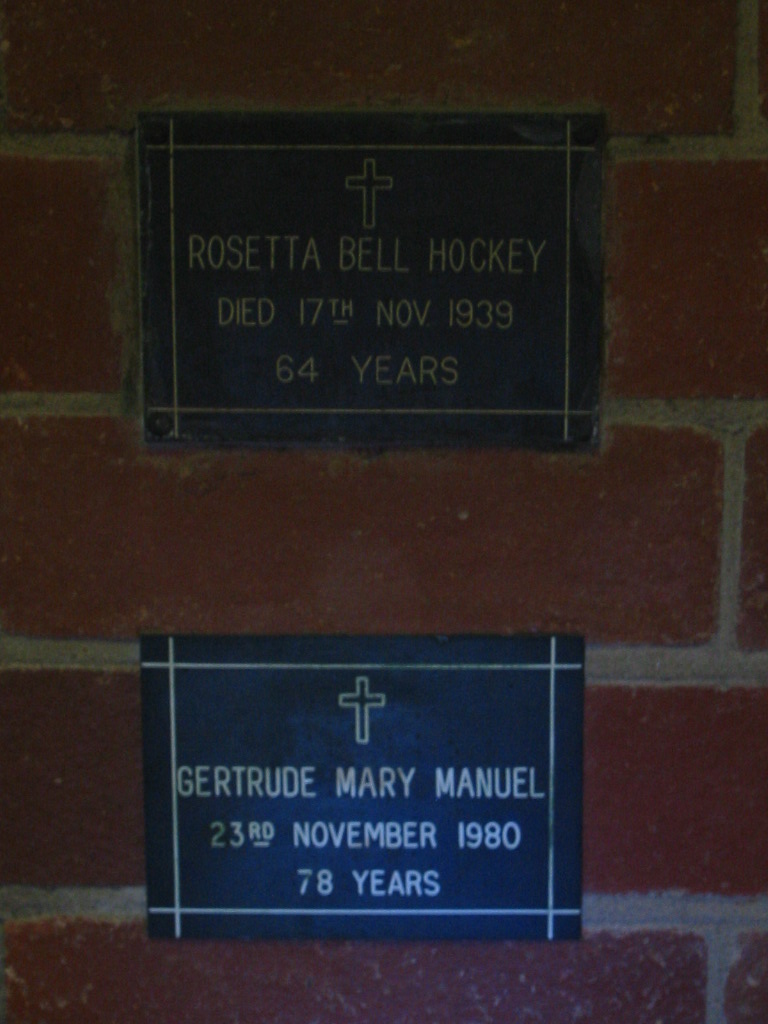 ROSETTA BELL HOCKEY
DIED 17TH NOV 1939
64 YEARS
GERTRUDE MARY MANUEL
23RD NOVEMBER 1980
78 YEARS